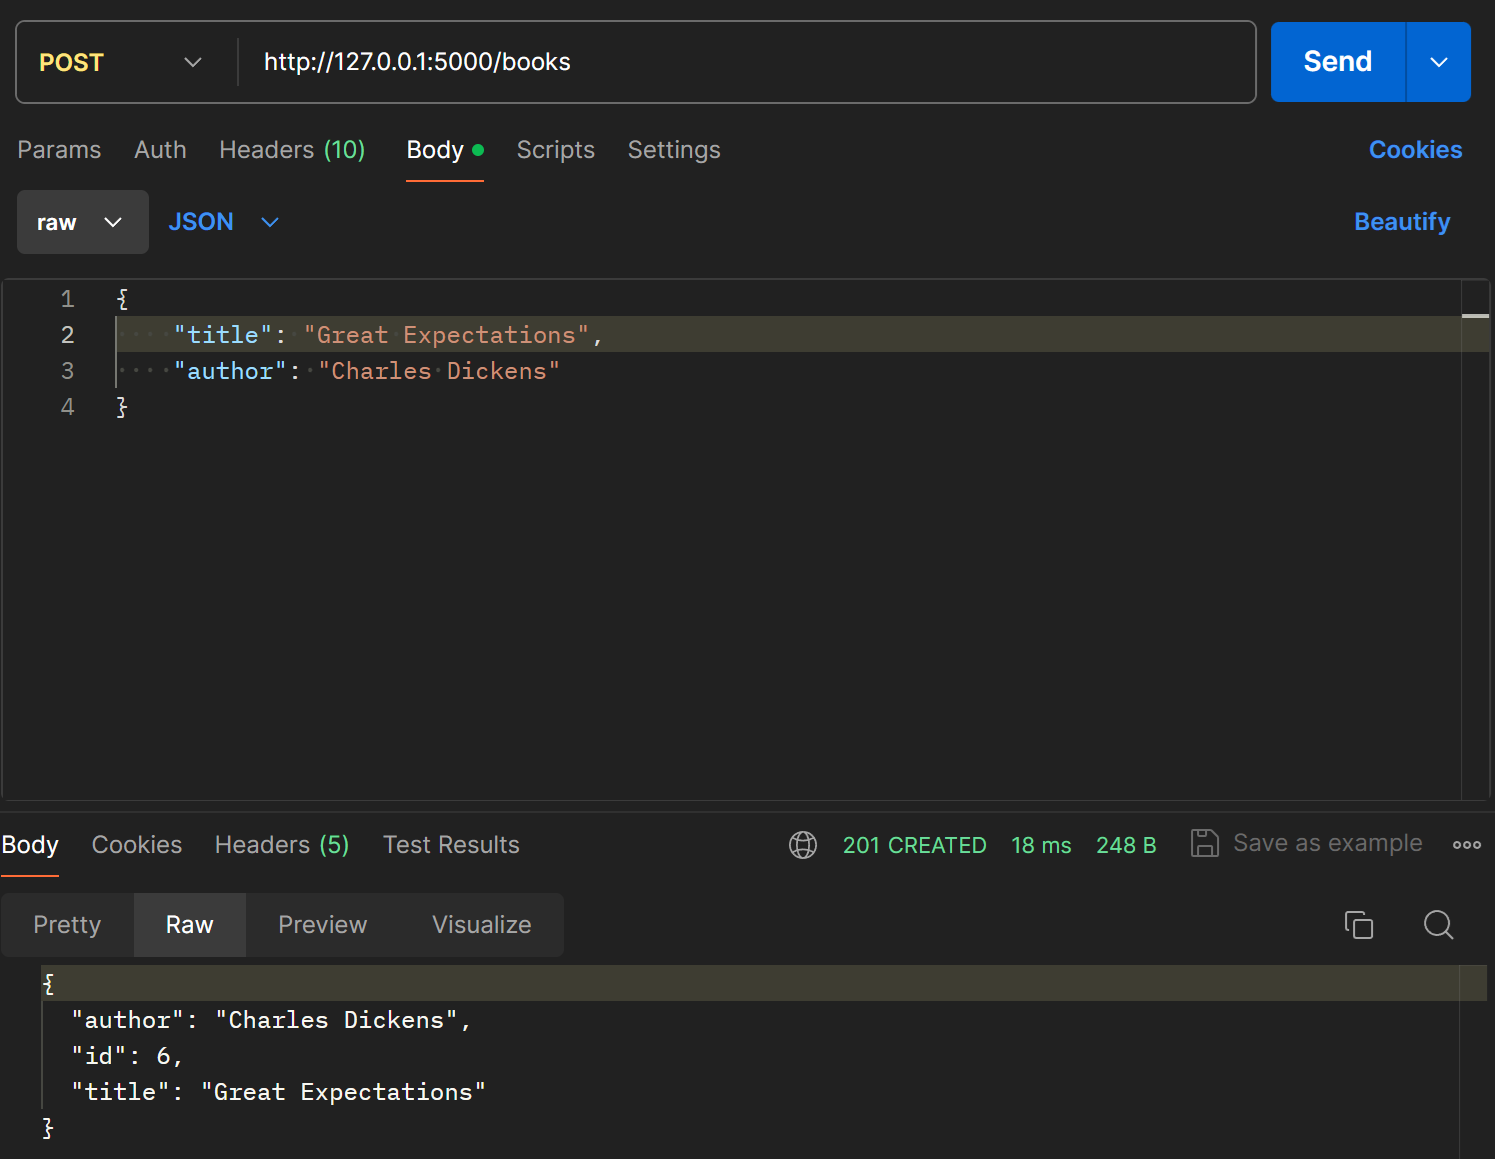 POST http://127.0.0.1:5000/books Send
Params Auth Headers (10) Body Scripts Settings Cookies
raw JSON Beautify
1 {
2 "title": "Great Expectations",
3 "author": "Charles Dickens"
4 }
Body Cookies Headers (5) Test Results 201 CREATED 18 ms 248 B Save as example
Pretty Raw Preview Visualize
{
"author": "Charles Dickens",
"id": 6,
"title": "Great Expectations"
}